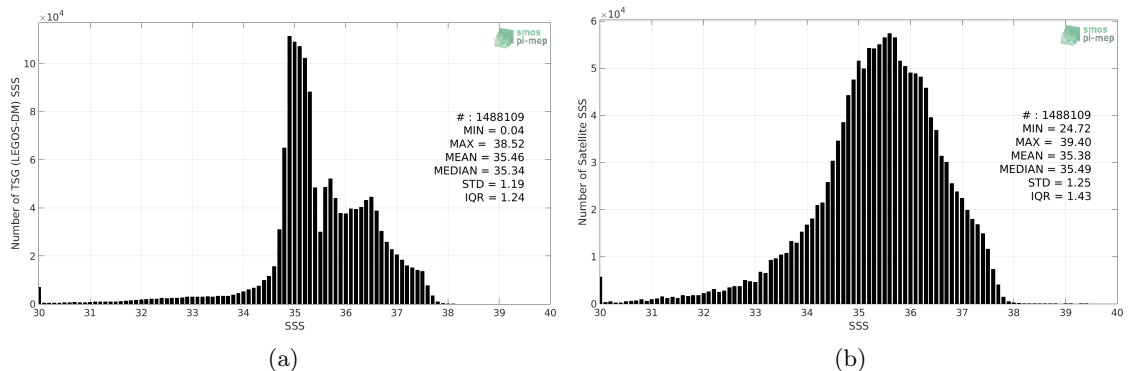 ×10⁴
smos
pi-mep
10
8
6
4
2
0
Number of TSG (LEGOS-DM) SSS
# : 1488109
MIN = 0.04
MAX = 38.52
MEAN = 35.46
MEDIAN = 35.34
STD = 1.19
IQR = 1.24
30 31 32 33 34 35 36 37 38 39 40
SSS
(a)
×10⁴
smos
pi-mep
6
5
4
3
2
1
0
Number of Satellite SSS
# : 1488109
MIN = 24.72
MAX = 39.40
MEAN = 35.38
MEDIAN = 35.49
STD = 1.25
IQR = 1.43
30 31 32 33 34 35 36 37 38 39 40
SSS
(b)